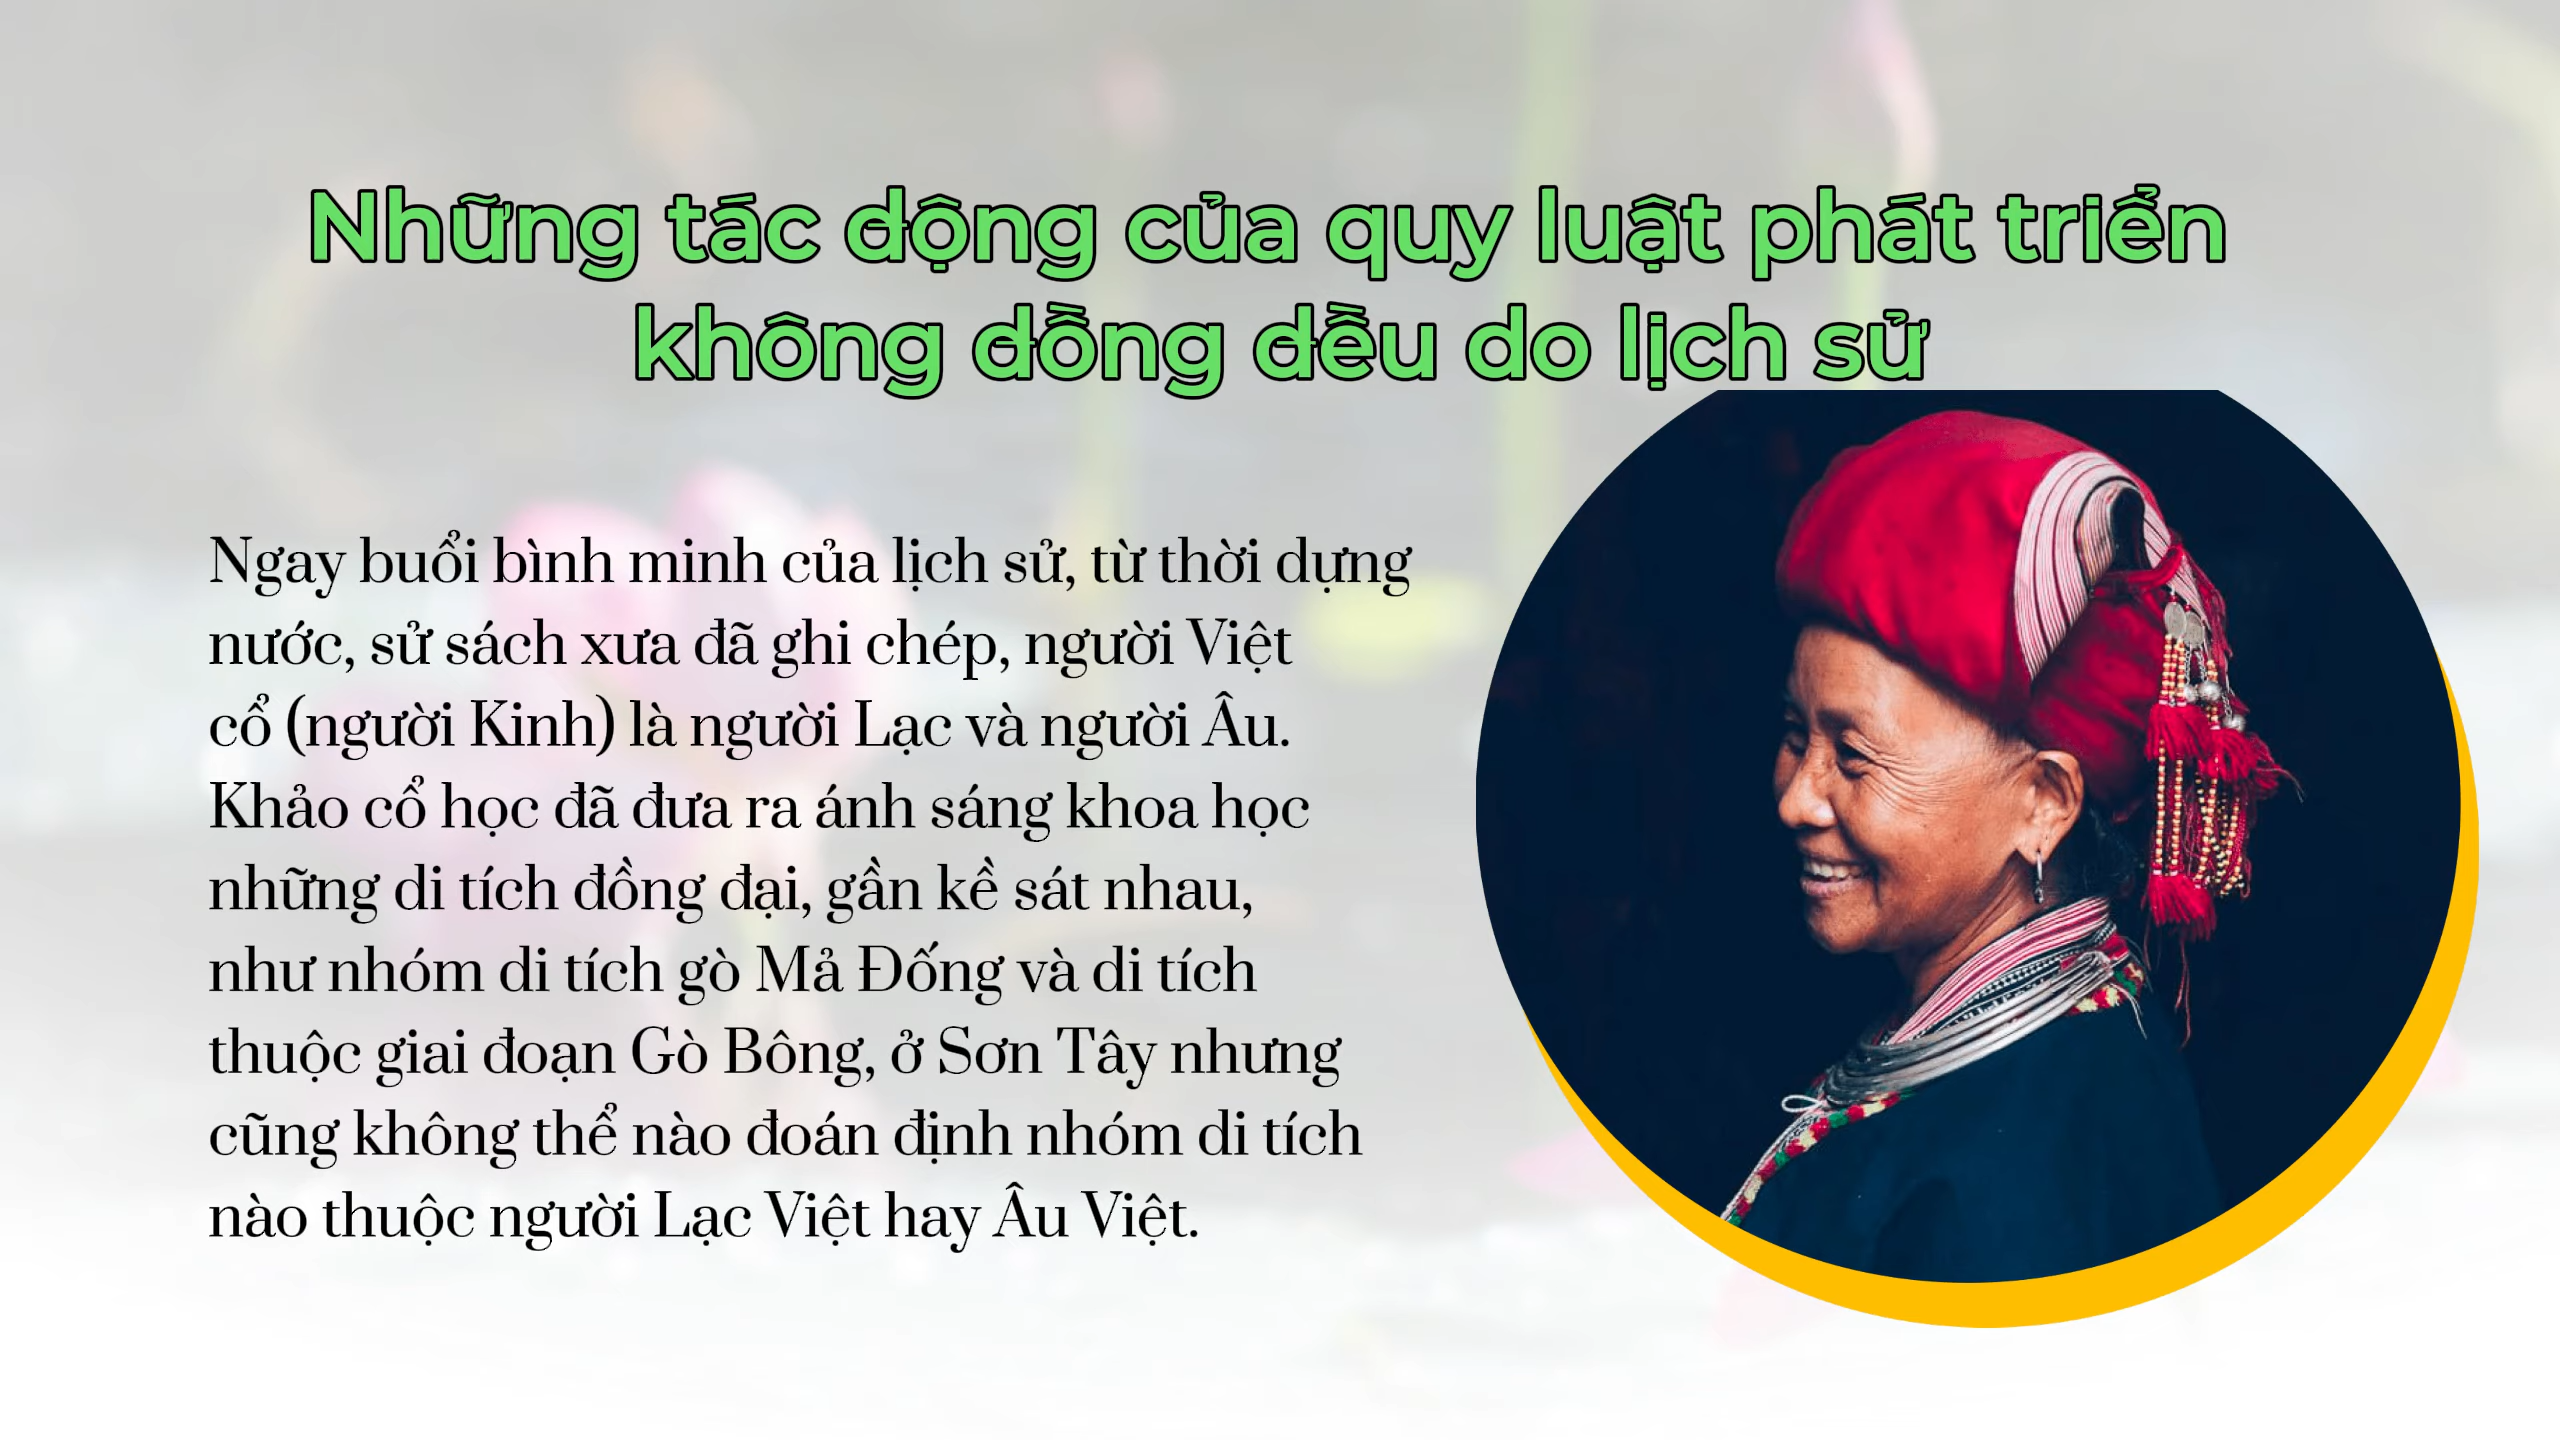 Những tác động của quy luật phát triển
không đồng đều do lịch sử
Ngay buổi bình minh của lịch sử, từ thời dựng
nước, sử sách xưa đã ghi chép, người Việt
cổ (người Kinh) là người Lạc và người Âu.
Khảo cổ học đã đưa ra ánh sáng khoa học
những di tích đồng đại, gần kề sát nhau,
như nhóm di tích gò Mả Đống và di tích
thuộc giai đoạn Gò Bông, ở Sơn Tây nhưng
cũng không thể nào đoán định nhóm di tích
nào thuộc người Lạc Việt hay Âu Việt.